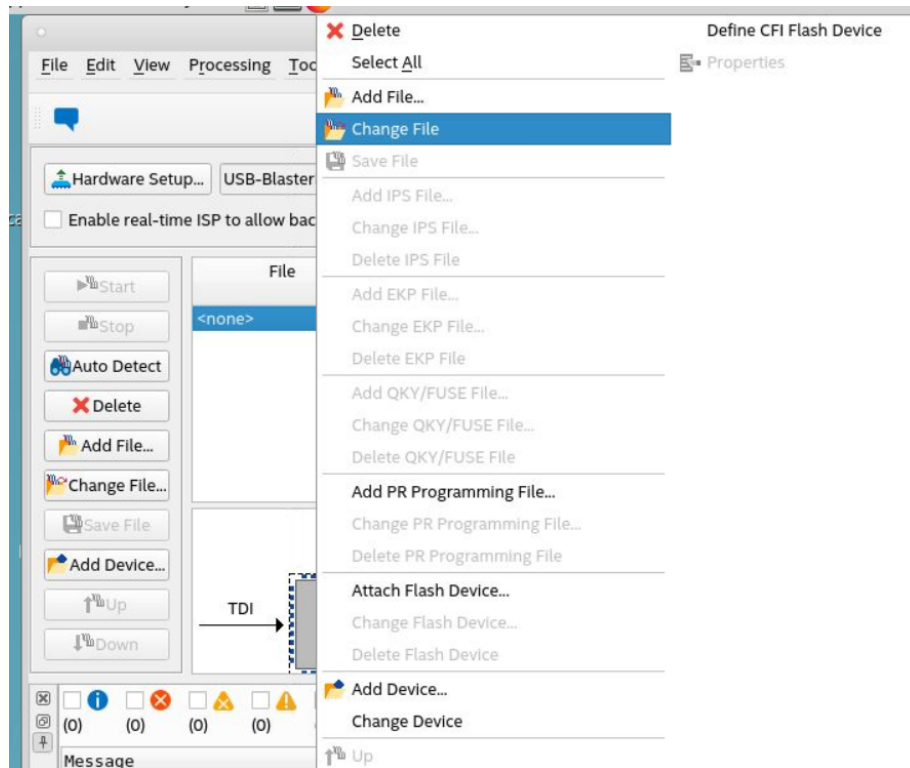 File Edit View Processing
Hardware Setup... USB-Blaster
Enable real-time ISP to allow
File
Start
<none>
Stop
Auto Detect
Delete
Add File...
Change File...
Save File
Add Device...
Up
TDI
Down
(0) (0) (0) (0)
Message
Delete
Select All
Add File...
Change File
Save File
Add IPS File...
Change IPS File...
Delete IPS File
Add EKP File...
Change EKP File...
Delete EKP File
Add QKY/FUSE File...
Change QKY/FUSE File...
Delete QKY/FUSE File
Add PR Programming File...
Change PR Programming File...
Delete PR Programming File
Attach Flash Device...
Change Flash Device...
Delete Flash Device
Add Device...
Change Device
Up
Define CFI Flash Device
Properties